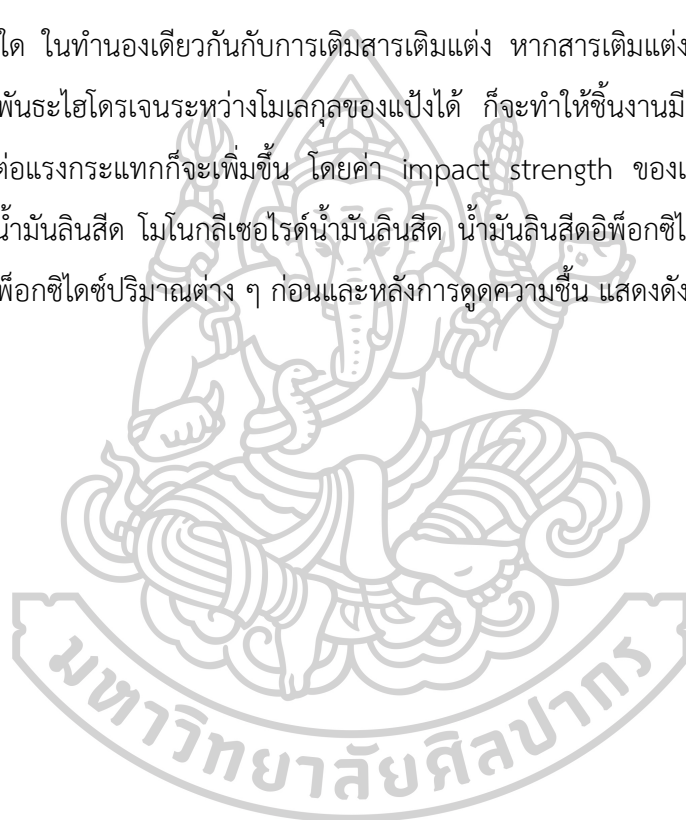 ใด ในทำนองเดียวกันกับการเติมสารเติมแต่ง หากสารเติมแต่ง
พันธะไฮโดรเจนระหว่างโมเลกุลของแป้งได้ ก็จะทำให้ชิ้นงานมี
ต่อแรงกระแทกก็จะเพิ่มขึ้น โดยค่า impact strength ของเ
น้ำมันลินสีด โมโนกลีเซอไรด์น้ำมันลินสีด น้ำมันลินสีดอิพ็อกซิไ
พ็อกซิไดซ์ปริมาณต่าง ๆ ก่อนและหลังการดูดความชื้น แสดงดัง
มหาวิทยาลัยศิลปากร